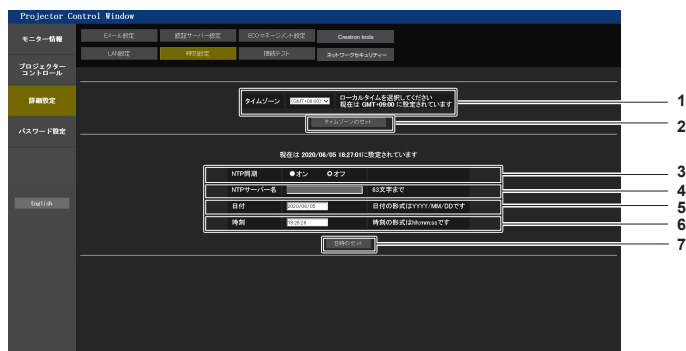 Projector Control Window
モニター情報
プロジェクター
コントロール
詳細設定
パスワード設定
English
Eメール設定 認証サーバー設定 ECOマネージメント設定 Crestron tools
LAN設定 時刻設定 接続テスト ネットワークセキュリティー
タイムゾーン (GMT+09:00) ローカルタイムを選択してください
現在は GMT+09:00 に設定されています
タイムゾーンのセット
現在は 2020/06/05 18:27:01に設定されています
NTP同期 オン オフ
NTPサーバー名 63文字まで
日付 2020/06/05 日付の形式はYYYY/MM/DDです
時刻 18:26:26 時刻の形式はhh:mm:ssです
日時のセット
1
2
3
4
5
6
7